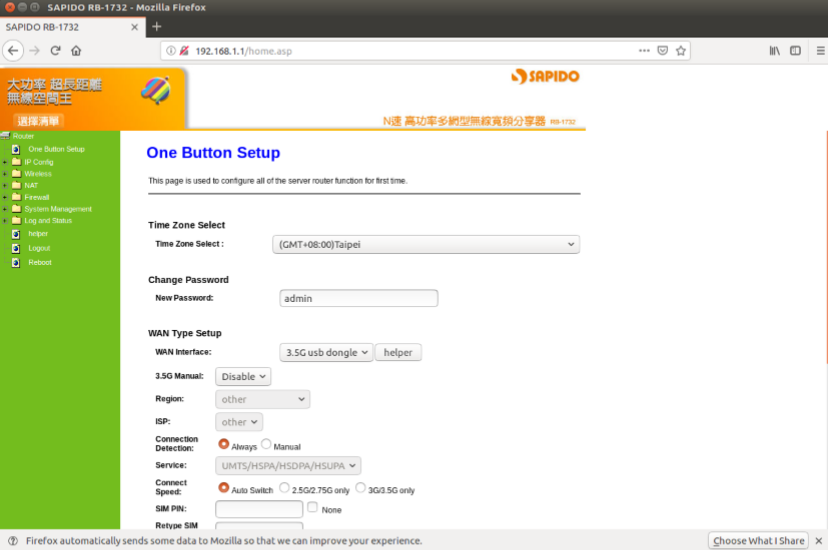 SAPIDO RB-1732 - Mozilla Firefox
SAPIDO RB-1732
192.168.1.1/home.asp
大功率 超長距離
無線空間王
選擇清單
SAPIDO
N速 高功率多網型無線寬頻分享器 RB-1732
Router
One Button Setup
IP Config
Wireless
NAT
Firewall
System Management
Log and Status
helper
Logout
Reboot
One Button Setup
This page is used to configure all of the server router function for first time.
Time Zone Select
Time Zone Select : (GMT+08:00)Taipei
Change Password
New Password: admin
WAN Type Setup
WAN Interface: 3.5G usb dongle helper
3.5G Manual: Disable
Region: other
ISP: other
Connection
Detection: Always Manual
Service: UMTS/HSPA/HSDPA/HSUPA
Connect
Speed: Auto Switch 2.5G/2.75G only 3G/3.5G only
SIM PIN: None
Retype SIM
Firefox automatically sends some data to Mozilla so that we can improve your experience. Choose What I Share